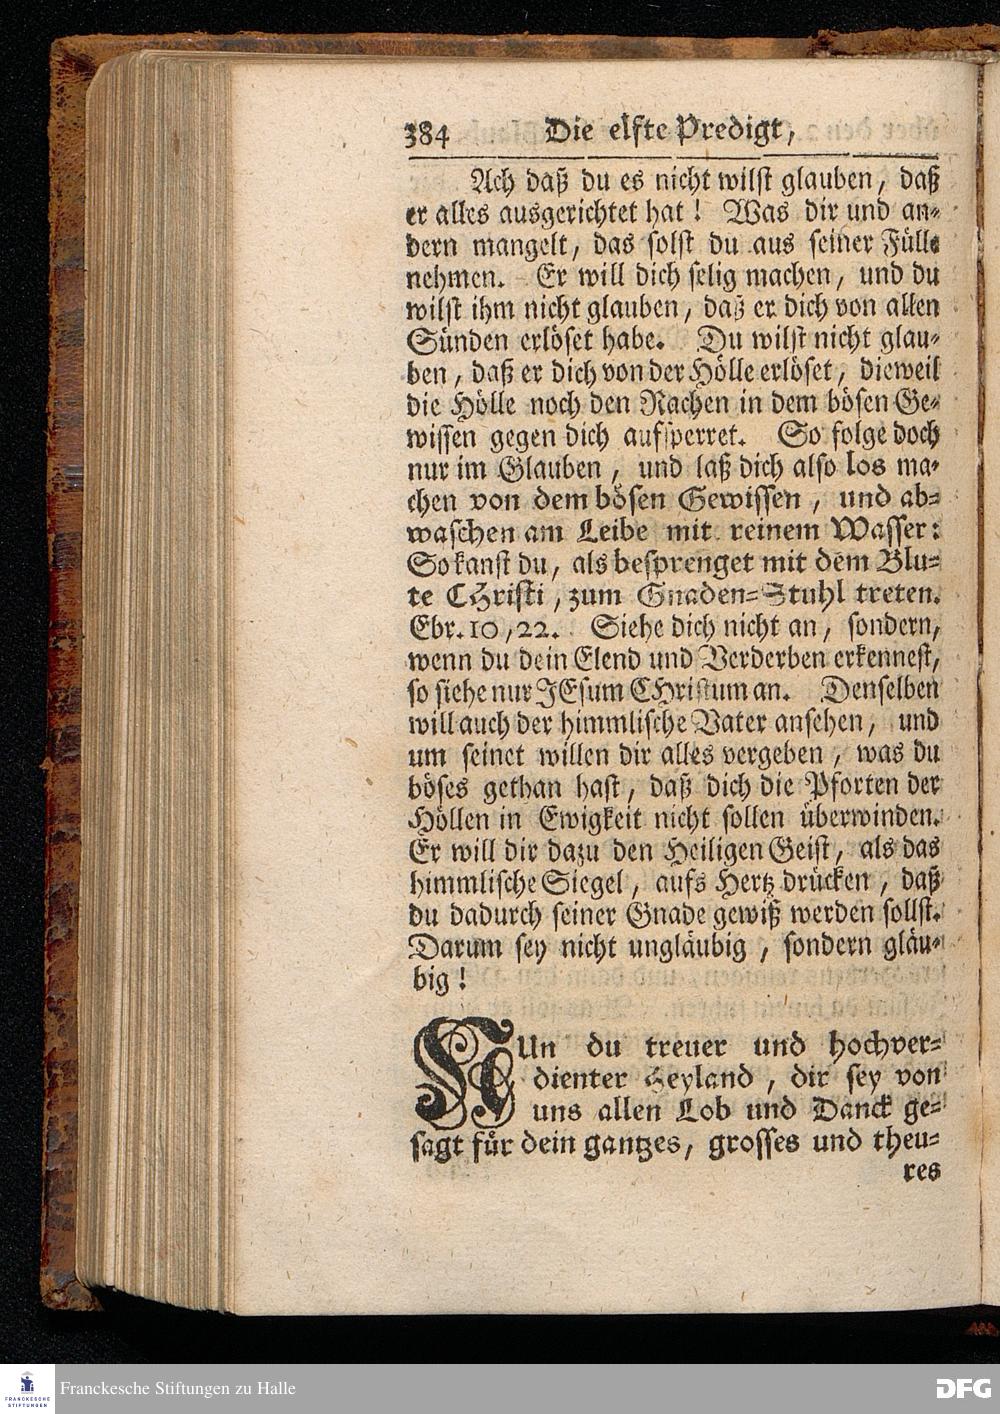 384 Die elfte Predigt,
Ach daß du es nicht wilst glauben, daß
er alles ausgerichtet hat! Was dir und an-
dern mangelt, das solst du aus seiner Fülle
nehmen. Er will dich selig machen, und du
wilst ihm nicht glauben, daß er dich von allen
Sünden erlöset habe. Du wilst nicht glau-
ben, daß er dich von der Hölle erlöset, dieweil
die Hölle noch den Rachen in dem bösen Ge-
wissen gegen dich aufsperret. So folge doch
nur im Glauben, und laß dich also los ma-
chen von dem bösen Gewissen, und ab-
waschen am Leibe mit reinem Wasser:
So kanst du, als besprenget mit dem Blu-
te CHristi, zum Gnaden-Stuhl treten.
Ebr. 10, 22. Siehe dich nicht an, sondern,
wenn du dein Elend und Verderben erkennest,
so siehe nur JEsum CHristum an. Denselben
will auch der himmlische Vater ansehen, und
um seinet willen dir alles vergeben, was du
böses gethan hast, daß dich die Pforten der
Höllen in Ewigkeit nicht sollen überwinden.
Er will dir dazu den Heiligen Geist, als das
himmlische Siegel, aufs Hertz drücken, daß
du dadurch seiner Gnade gewiß werden sollst.
Darum sey nicht ungläubig, sondern gläu-
big!
NUn du treuer und hochver-
dienter Heyland, dir sey von
uns allen Lob und Danck ge-
sagt für dein gantzes, grosses und theu-
res
FRANCKESCHE
STIFTUNGEN
Franckesche Stiftungen zu Halle
DFG